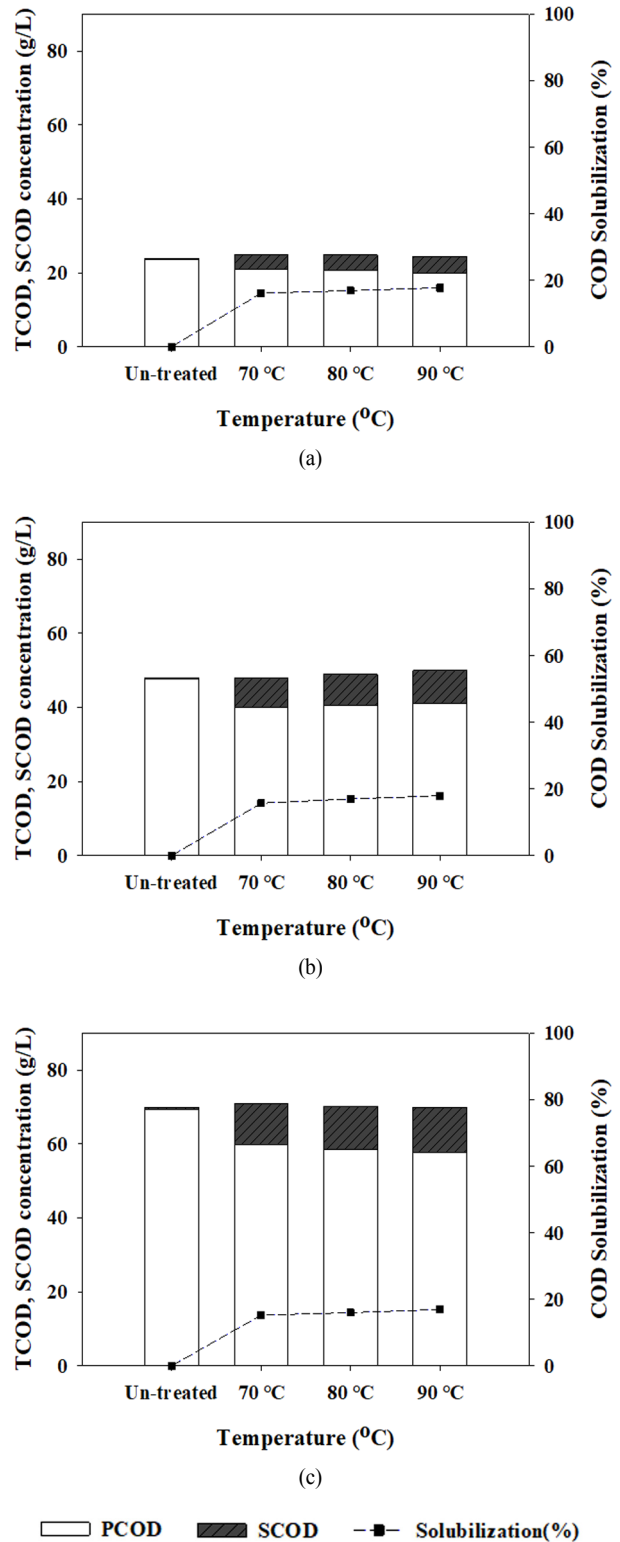 TCOD, SCOD concentration (g/L)
80
60
40
20
0
100
80
60
40
20
0
COD Solubilization (%)
Un-treated 70 °C 80 °C 90 °C
Temperature (⁰C)
(a)
TCOD, SCOD concentration (g/L)
80
60
40
20
0
100
80
60
40
20
0
COD Solubilization (%)
Un-treated 70 °C 80 °C 90 °C
Temperature (⁰C)
(b)
TCOD, SCOD concentration (g/L)
80
60
40
20
0
100
80
60
40
20
0
COD Solubilization (%)
Un-treated 70 °C 80 °C 90 °C
Temperature (⁰C)
(c)
PCOD SCOD Solubilization(%)